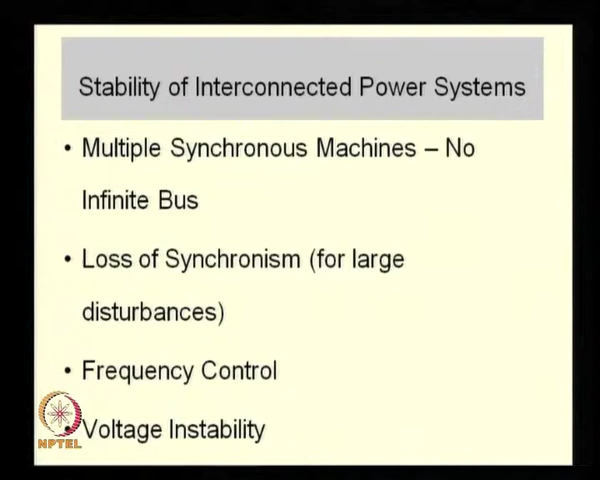 Stability of Interconnected Power Systems
• Multiple Synchronous Machines – No
Infinite Bus
• Loss of Synchronism (for large
disturbances)
• Frequency Control
• Voltage Instability
NPTEL